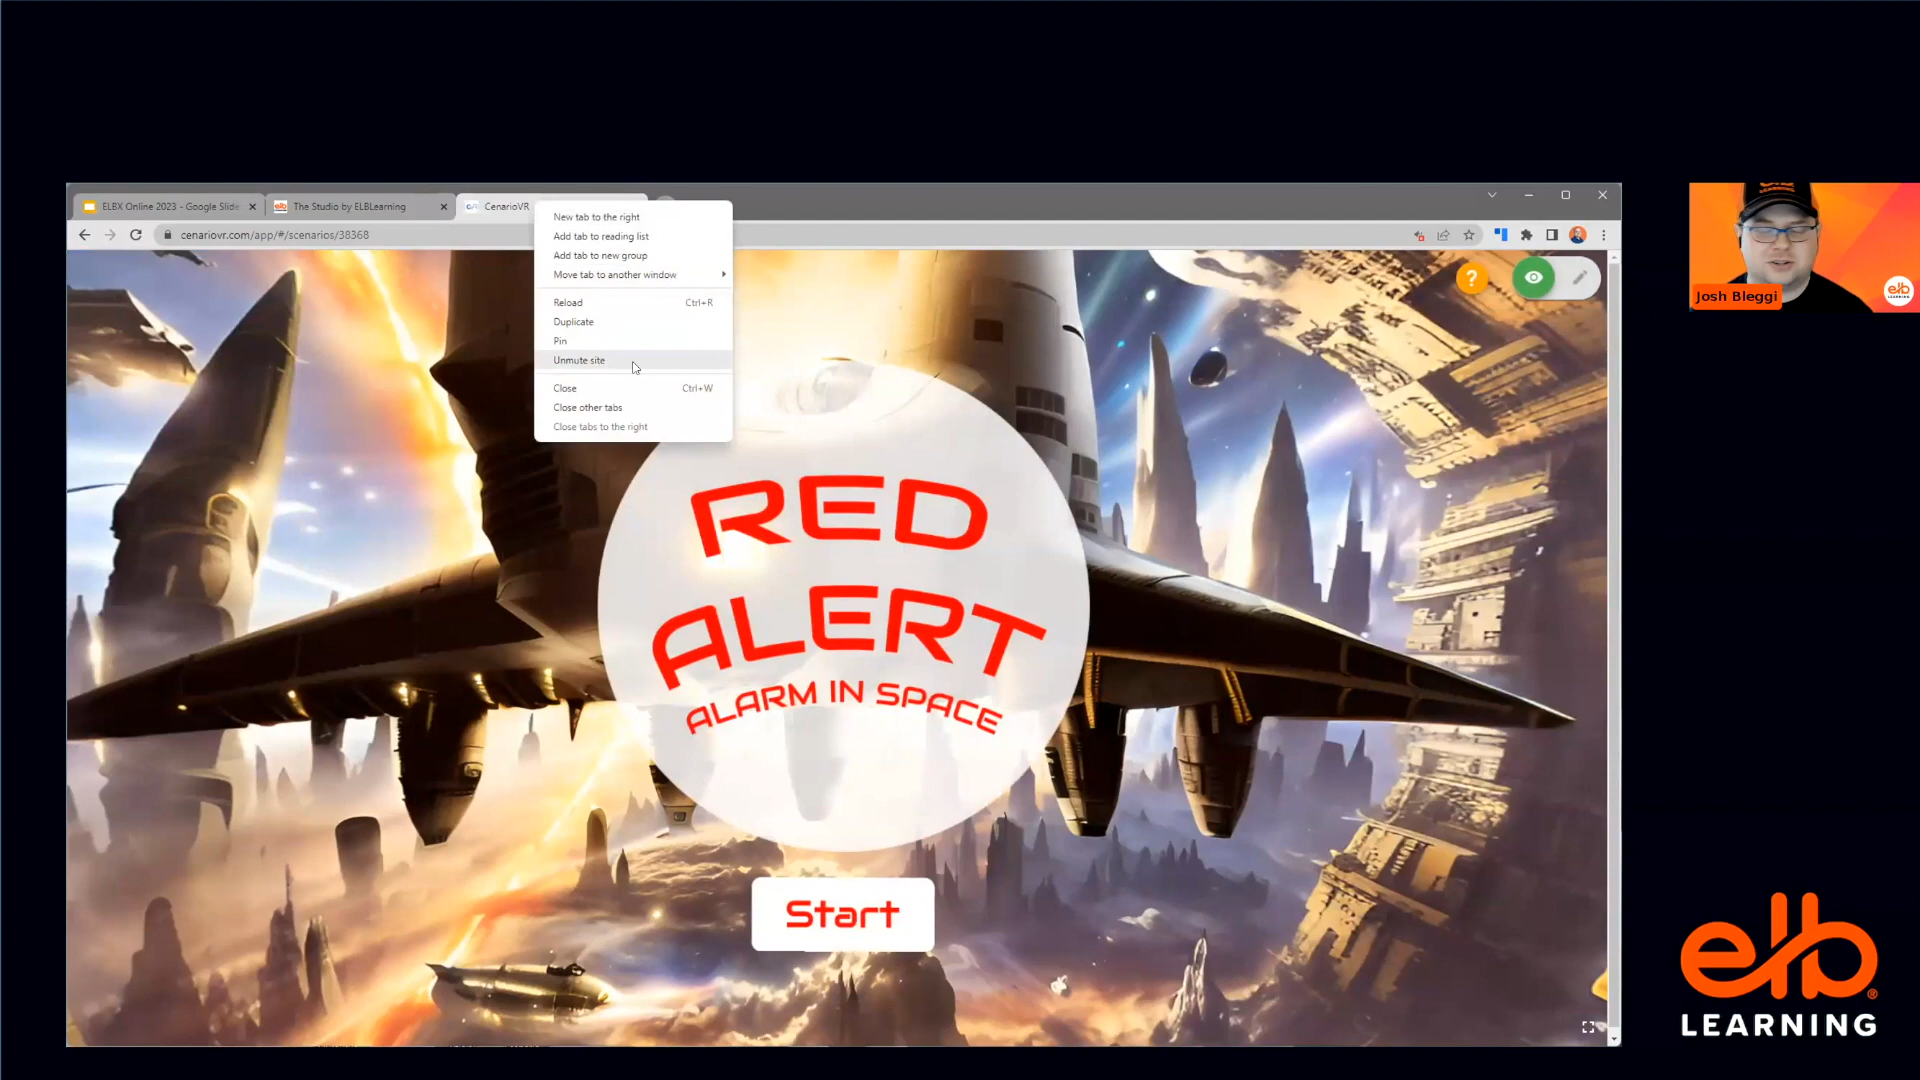 ELBX Online 2023 - Google Slide
The Studio by ELBLearning
CenarioVR
cenariovr.com/app/#/scenarios/38368
New tab to the right
Add tab to reading list
Add tab to new group
Move tab to another window
Reload Ctrl+R
Duplicate
Pin
Unmute site
Close Ctrl+W
Close other tabs
Close tabs to the right
?
RED
ALERT
ALARM IN SPACE
Start
Josh Bleggi
elb
LEARNING
elb
LEARNING